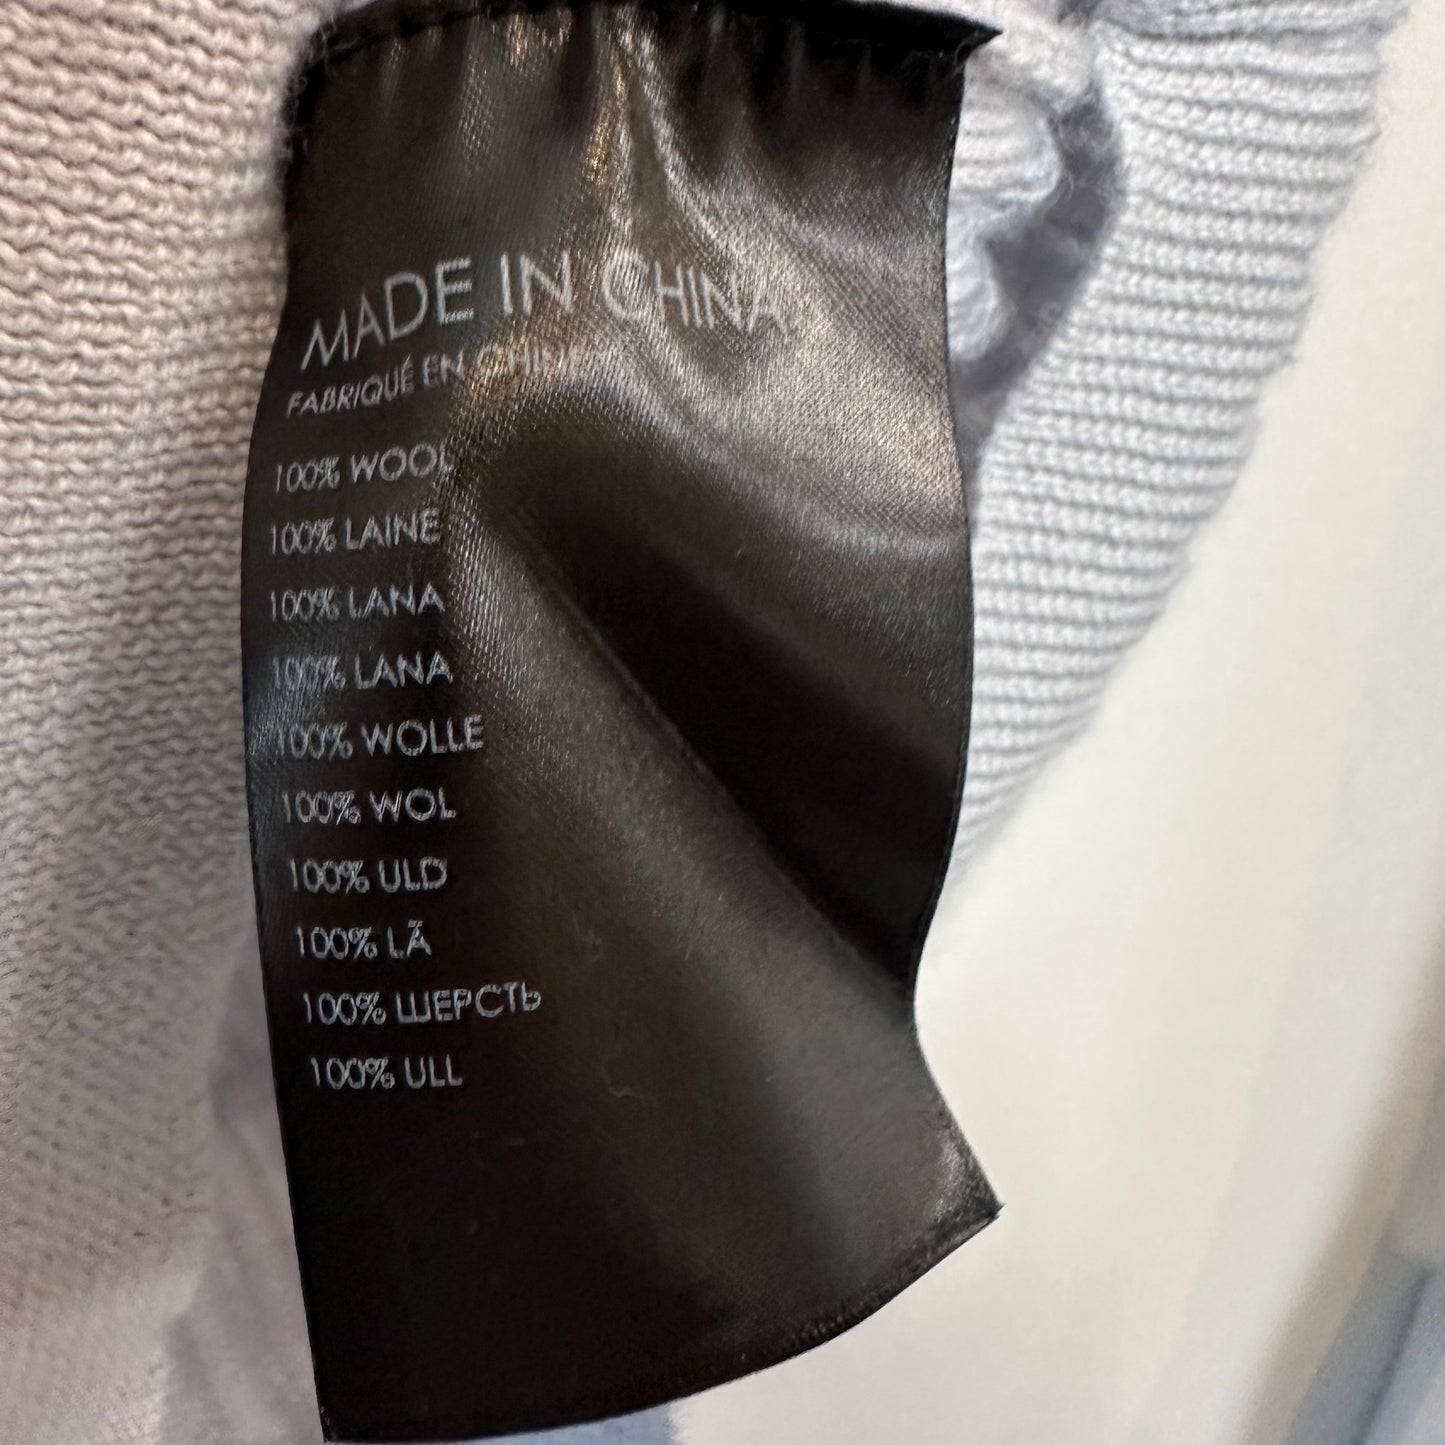 MADE IN CHINA
FABRIQUÉ EN CHINE
100% WOOL
100% LAINE
100% LANA
100% LANA
100% WOLLE
100% WOL
100% ULD
100% LÃ
100% ШЕРСТЬ
100% ULL